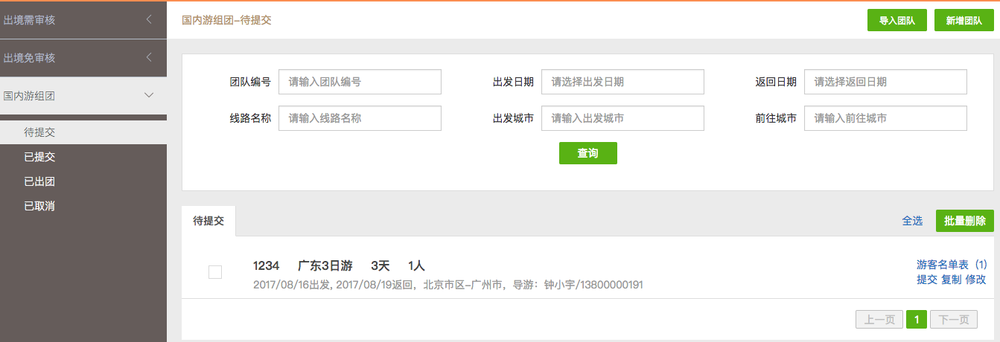 出境需审核
出境免审核
国内游组团
待提交
已提交
已出团
已取消
国内游组团-待提交
导入团队 新增团队
团队编号 请输入团队编号 出发日期 请选择出发日期 返回日期 请选择返回日期
线路名称 请输入线路名称 出发城市 请输入出发城市 前往城市 请输入前往城市
查询
待提交 全选 批量删除
1234 广东3日游 3天 1人 游客名单表（1）
2017/08/16出发, 2017/08/19返回，北京市区-广州市，导游：钟小宇/13800000191 提交 复制 修改
上一页 1 下一页